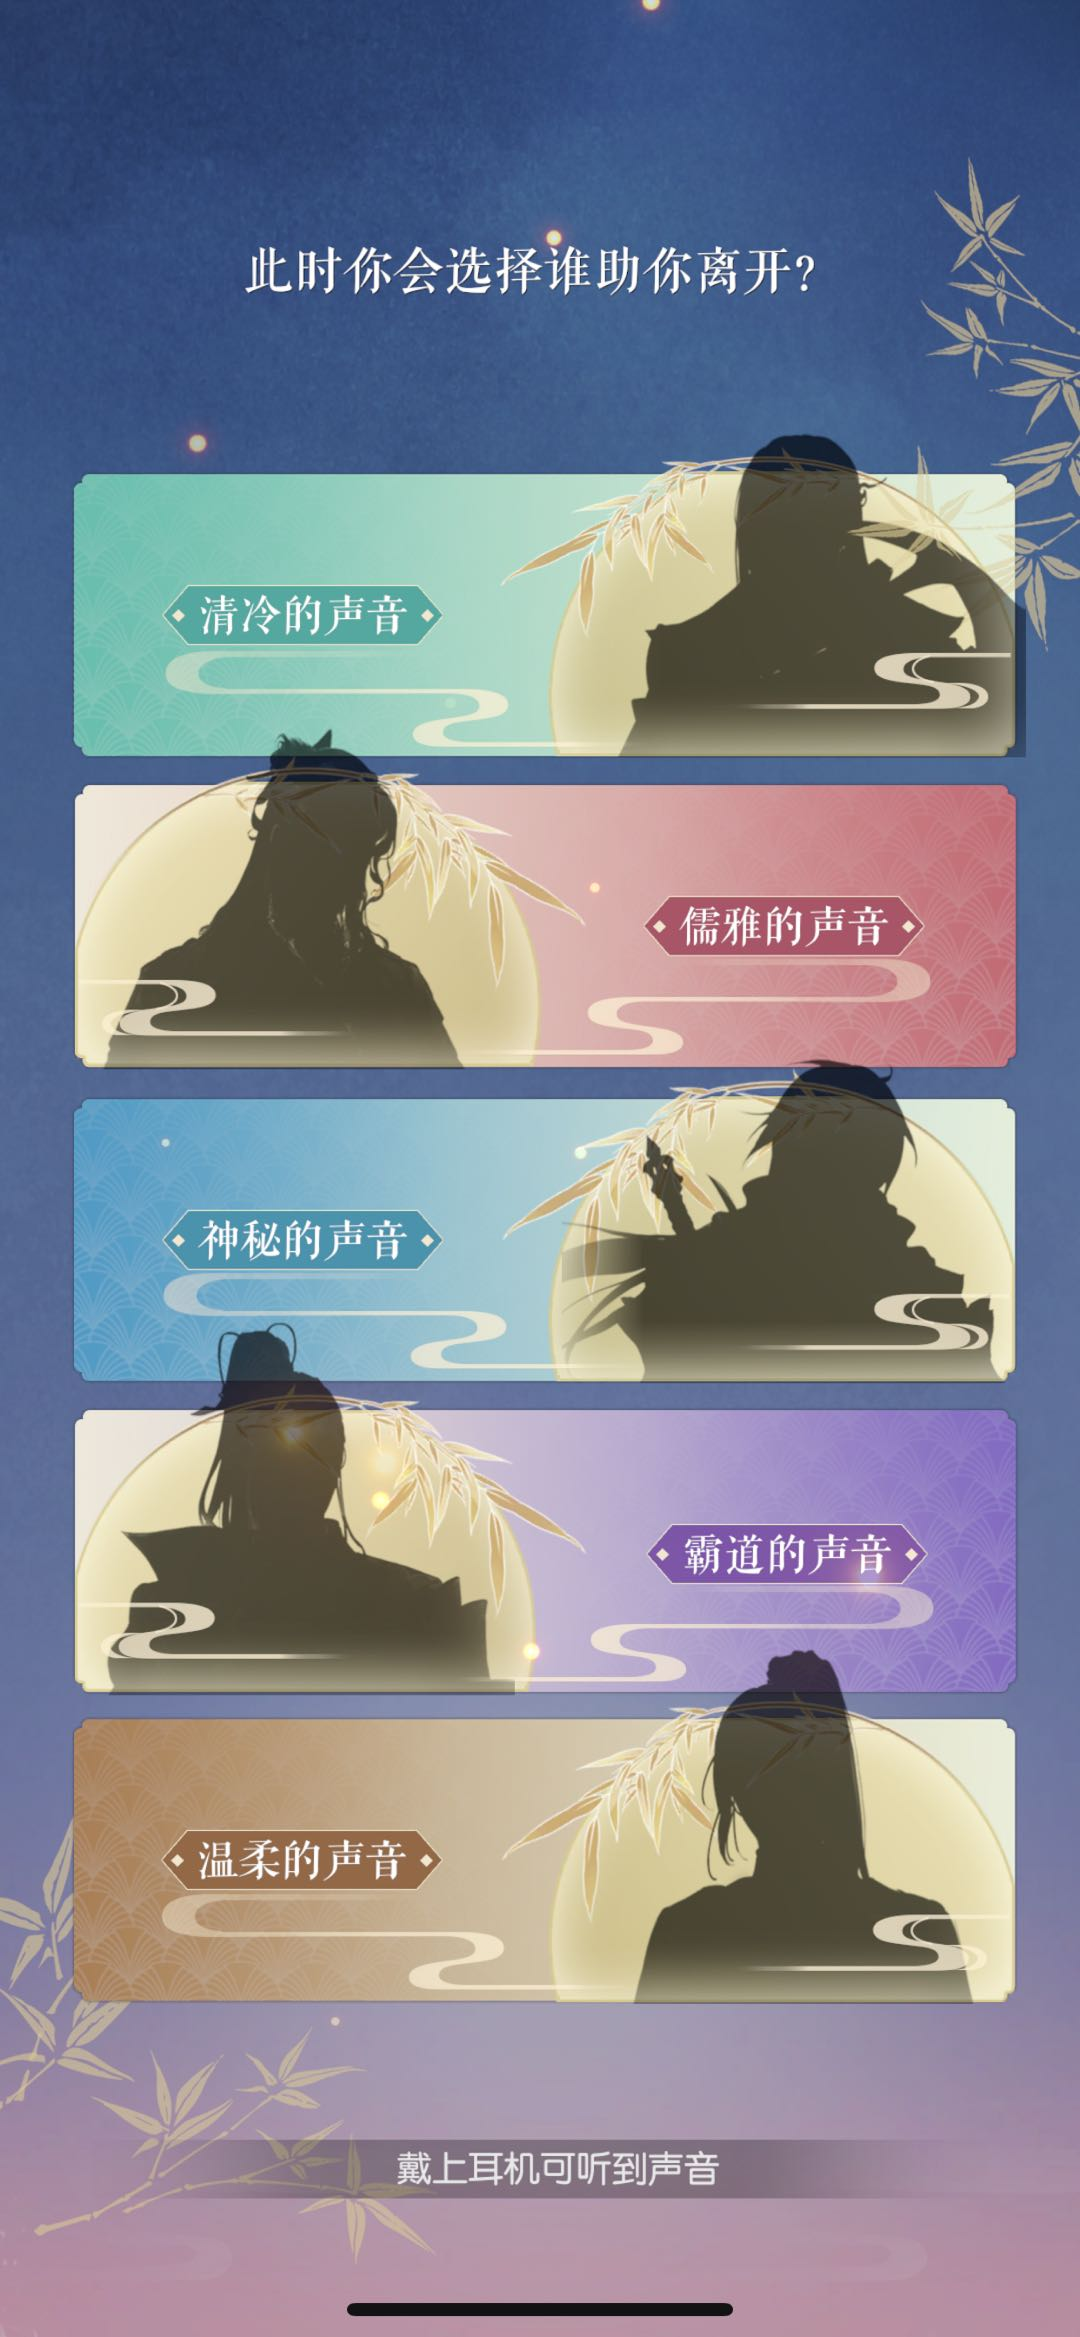 此时你会选择谁助你离开?
清冷的声音
儒雅的声音
神秘的声音
霸道的声音
温柔的声音
戴上耳机可听到声音